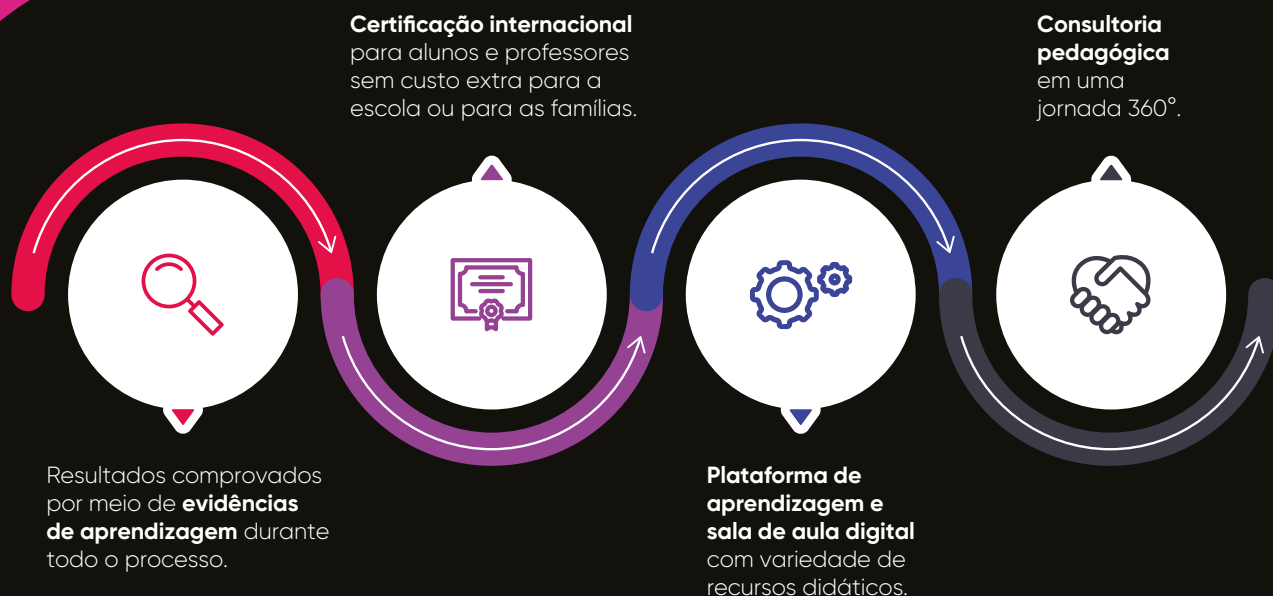 Resultados comprovados
por meio de evidências
de aprendizagem durante
todo o processo.
Certificação internacional
para alunos e professores
sem custo extra para a
escola ou para as famílias.
Plataforma de
aprendizagem e
sala de aula digital
com variedade de
recursos didáticos.
Consultoria
pedagógica
em uma
jornada 360°.